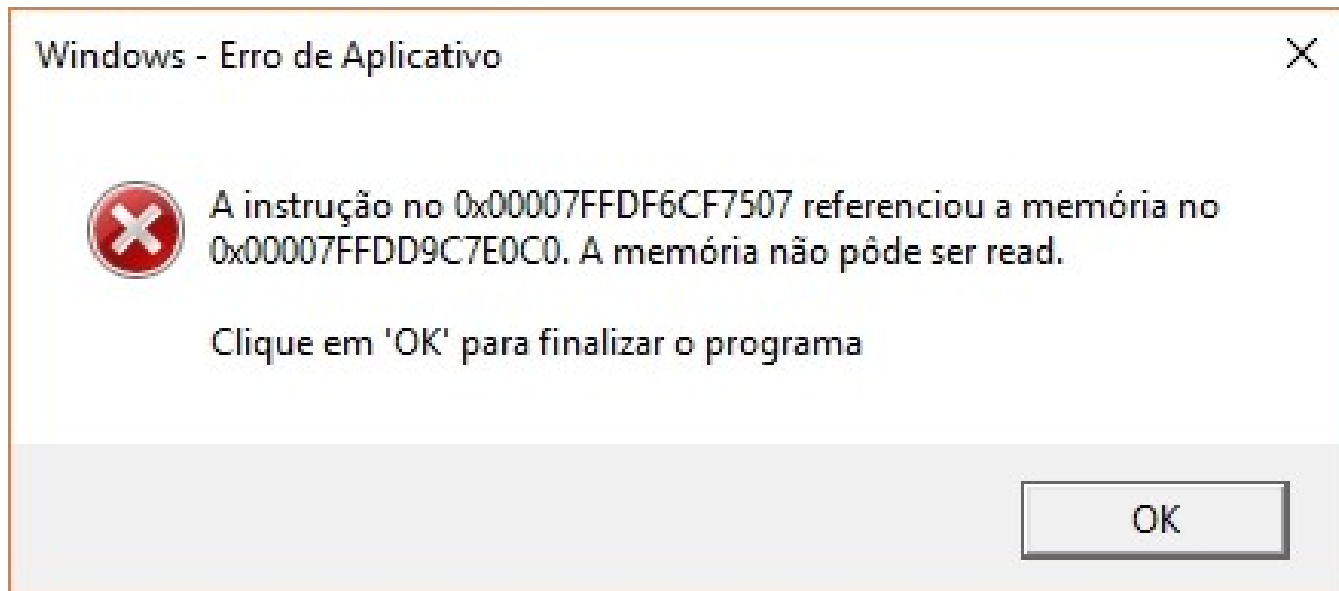 Windows - Erro de Aplicativo
A instrução no 0x00007FFDF6CF7507 referenciou a memória no
0x00007FFDD9C7E0C0. A memória não pôde ser read.
Clique em 'OK' para finalizar o programa
OK